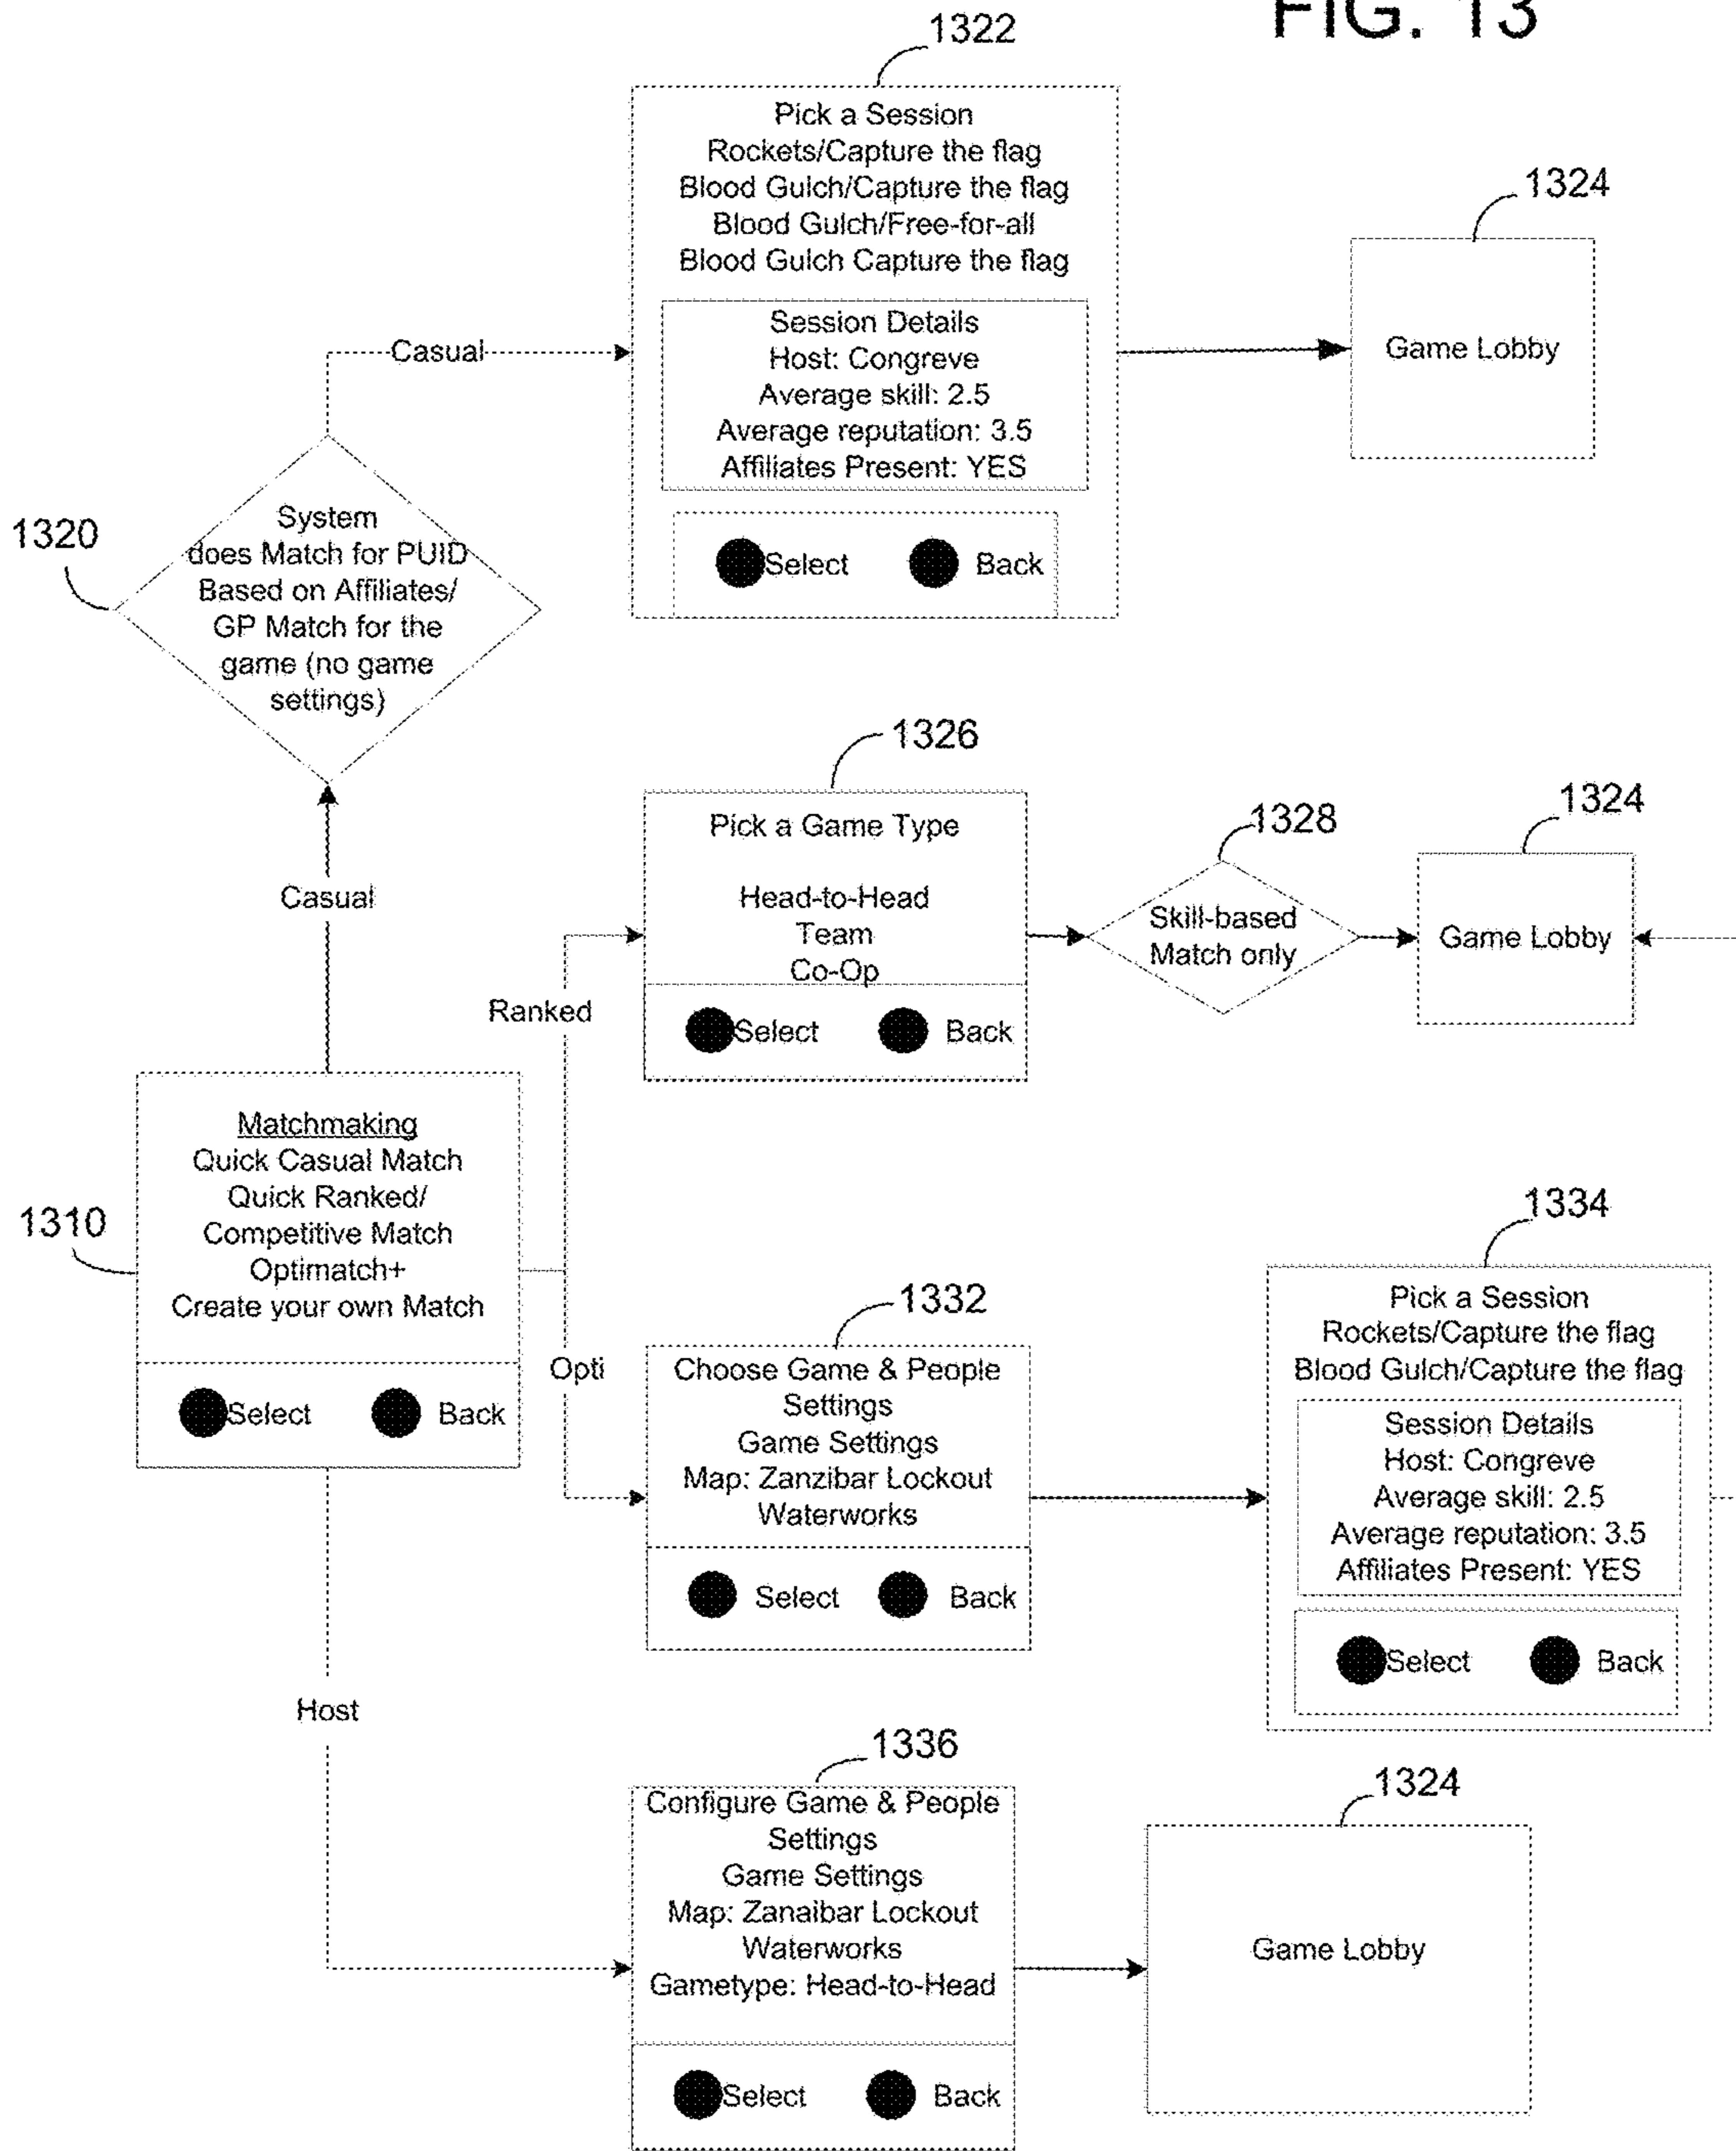 FIG. 13
1322
Pick a Session
Rockets/Capture the flag
Blood Gulch/Capture the flag
Blood Gulch/Free-for-all
Blood Gulch Capture the flag
Session Details
Host: Congreve
Average skill: 2.5
Average reputation: 3.5
Affiliates Present: YES
Select Back
1324
Game Lobby
Casual
1320
System
does Match for PUID
Based on Affiliates/
GP Match for the
game (no game
settings)
Casual
1326
Pick a Game Type
Head-to-Head
Team
Co-Op
Select Back
1328
Skill-based
Match only
1324
Game Lobby
Ranked
1310
Matchmaking
Quick Casual Match
Quick Ranked/
Competitive Match
Optimatch+
Create your own Match
Select Back
Opti
1332
Choose Game & People
Settings
Game Settings
Map: Zanzibar Lockout
Waterworks
Select Back
1334
Pick a Session
Rockets/Capture the flag
Blood Gulch/Capture the flag
Session Details
Host: Congreve
Average skill: 2.5
Average reputation: 3.5
Affiliates Present: YES
Select Back
Host
1336
Configure Game & People
Settings
Game Settings
Map: Zanaibar Lockout
Waterworks
Gametype: Head-to-Head
Select Back
1324
Game Lobby